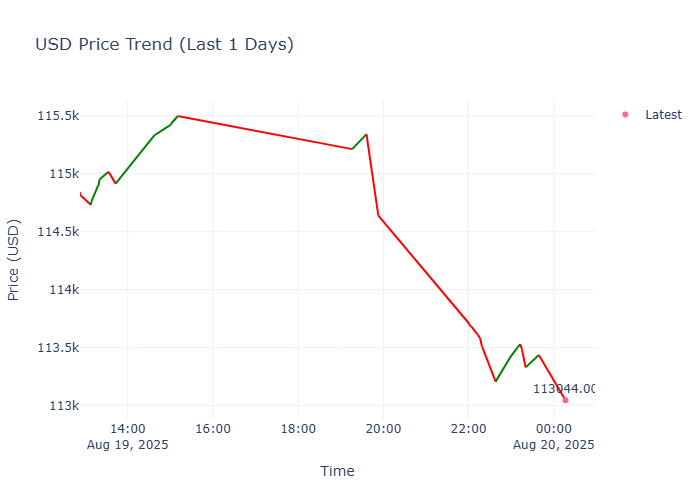 USD Price Trend (Last 1 Days)
Latest
115.5k
115k
114.5k
114k
113.5k
113k
Price (USD)
113044.00
14:00
16:00
18:00
20:00
22:00
00:00
Aug 19, 2025
Aug 20, 2025
Time